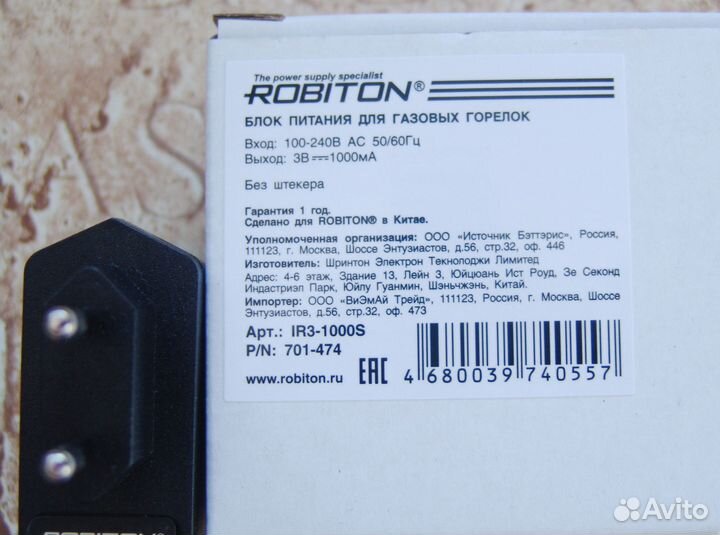 The power supply specialist
ROBITON®
БЛОК ПИТАНИЯ ДЛЯ ГАЗОВЫХ ГОРЕЛОК
Вход: 100-240В AC 50/60Гц
Выход: 3В⎓1000мА
Без штекера
Гарантия 1 год.
Сделано для ROBITON® в Китае.
Уполномоченная организация: ООО «Источник Бэттэрис», Россия,
111123, г. Москва, Шоссе Энтузиастов, д.56, стр.32, оф. 446
Изготовитель: Шринтон Электрон Текнолоджи Лимитед
Адрес: 4-6 этаж, Здание 13, Лейн 3, Юйцюань Ист Роуд, Зе Секонд
Индастриэл Парк, Юйлу Гуанмин, Шэньчжэнь, Китай.
Импортер: ООО «ВиЭмАй Трейд», 111123, Россия, г. Москва, Шоссе
Энтузиастов, д.56, стр.32, оф. 473
Арт.: IR3-1000S
P/N: 701-474
www.robiton.ru
EAC
4 680039 740557
ROBITON®
Avito